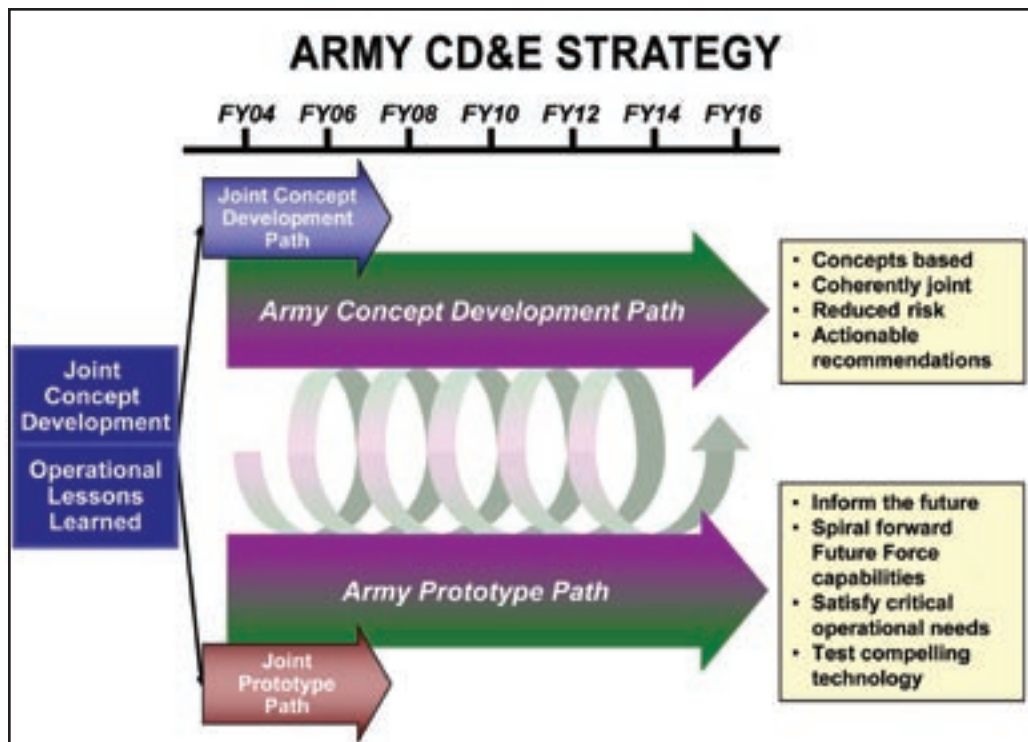 ARMY CD&E STRATEGY
FY04 FY06 FY08 FY10 FY12 FY14 FY16
Joint Concept
Development
Path
Army Concept Development Path
• Concepts based
• Coherently joint
• Reduced risk
• Actionable
recommendations
Joint
Concept
Development
Operational
Lessons
Learned
Army Prototype Path
• Inform the future
• Spiral forward
Future Force
capabilities
• Satisfy critical
operational needs
• Test compelling
technology
Joint
Prototype
Path